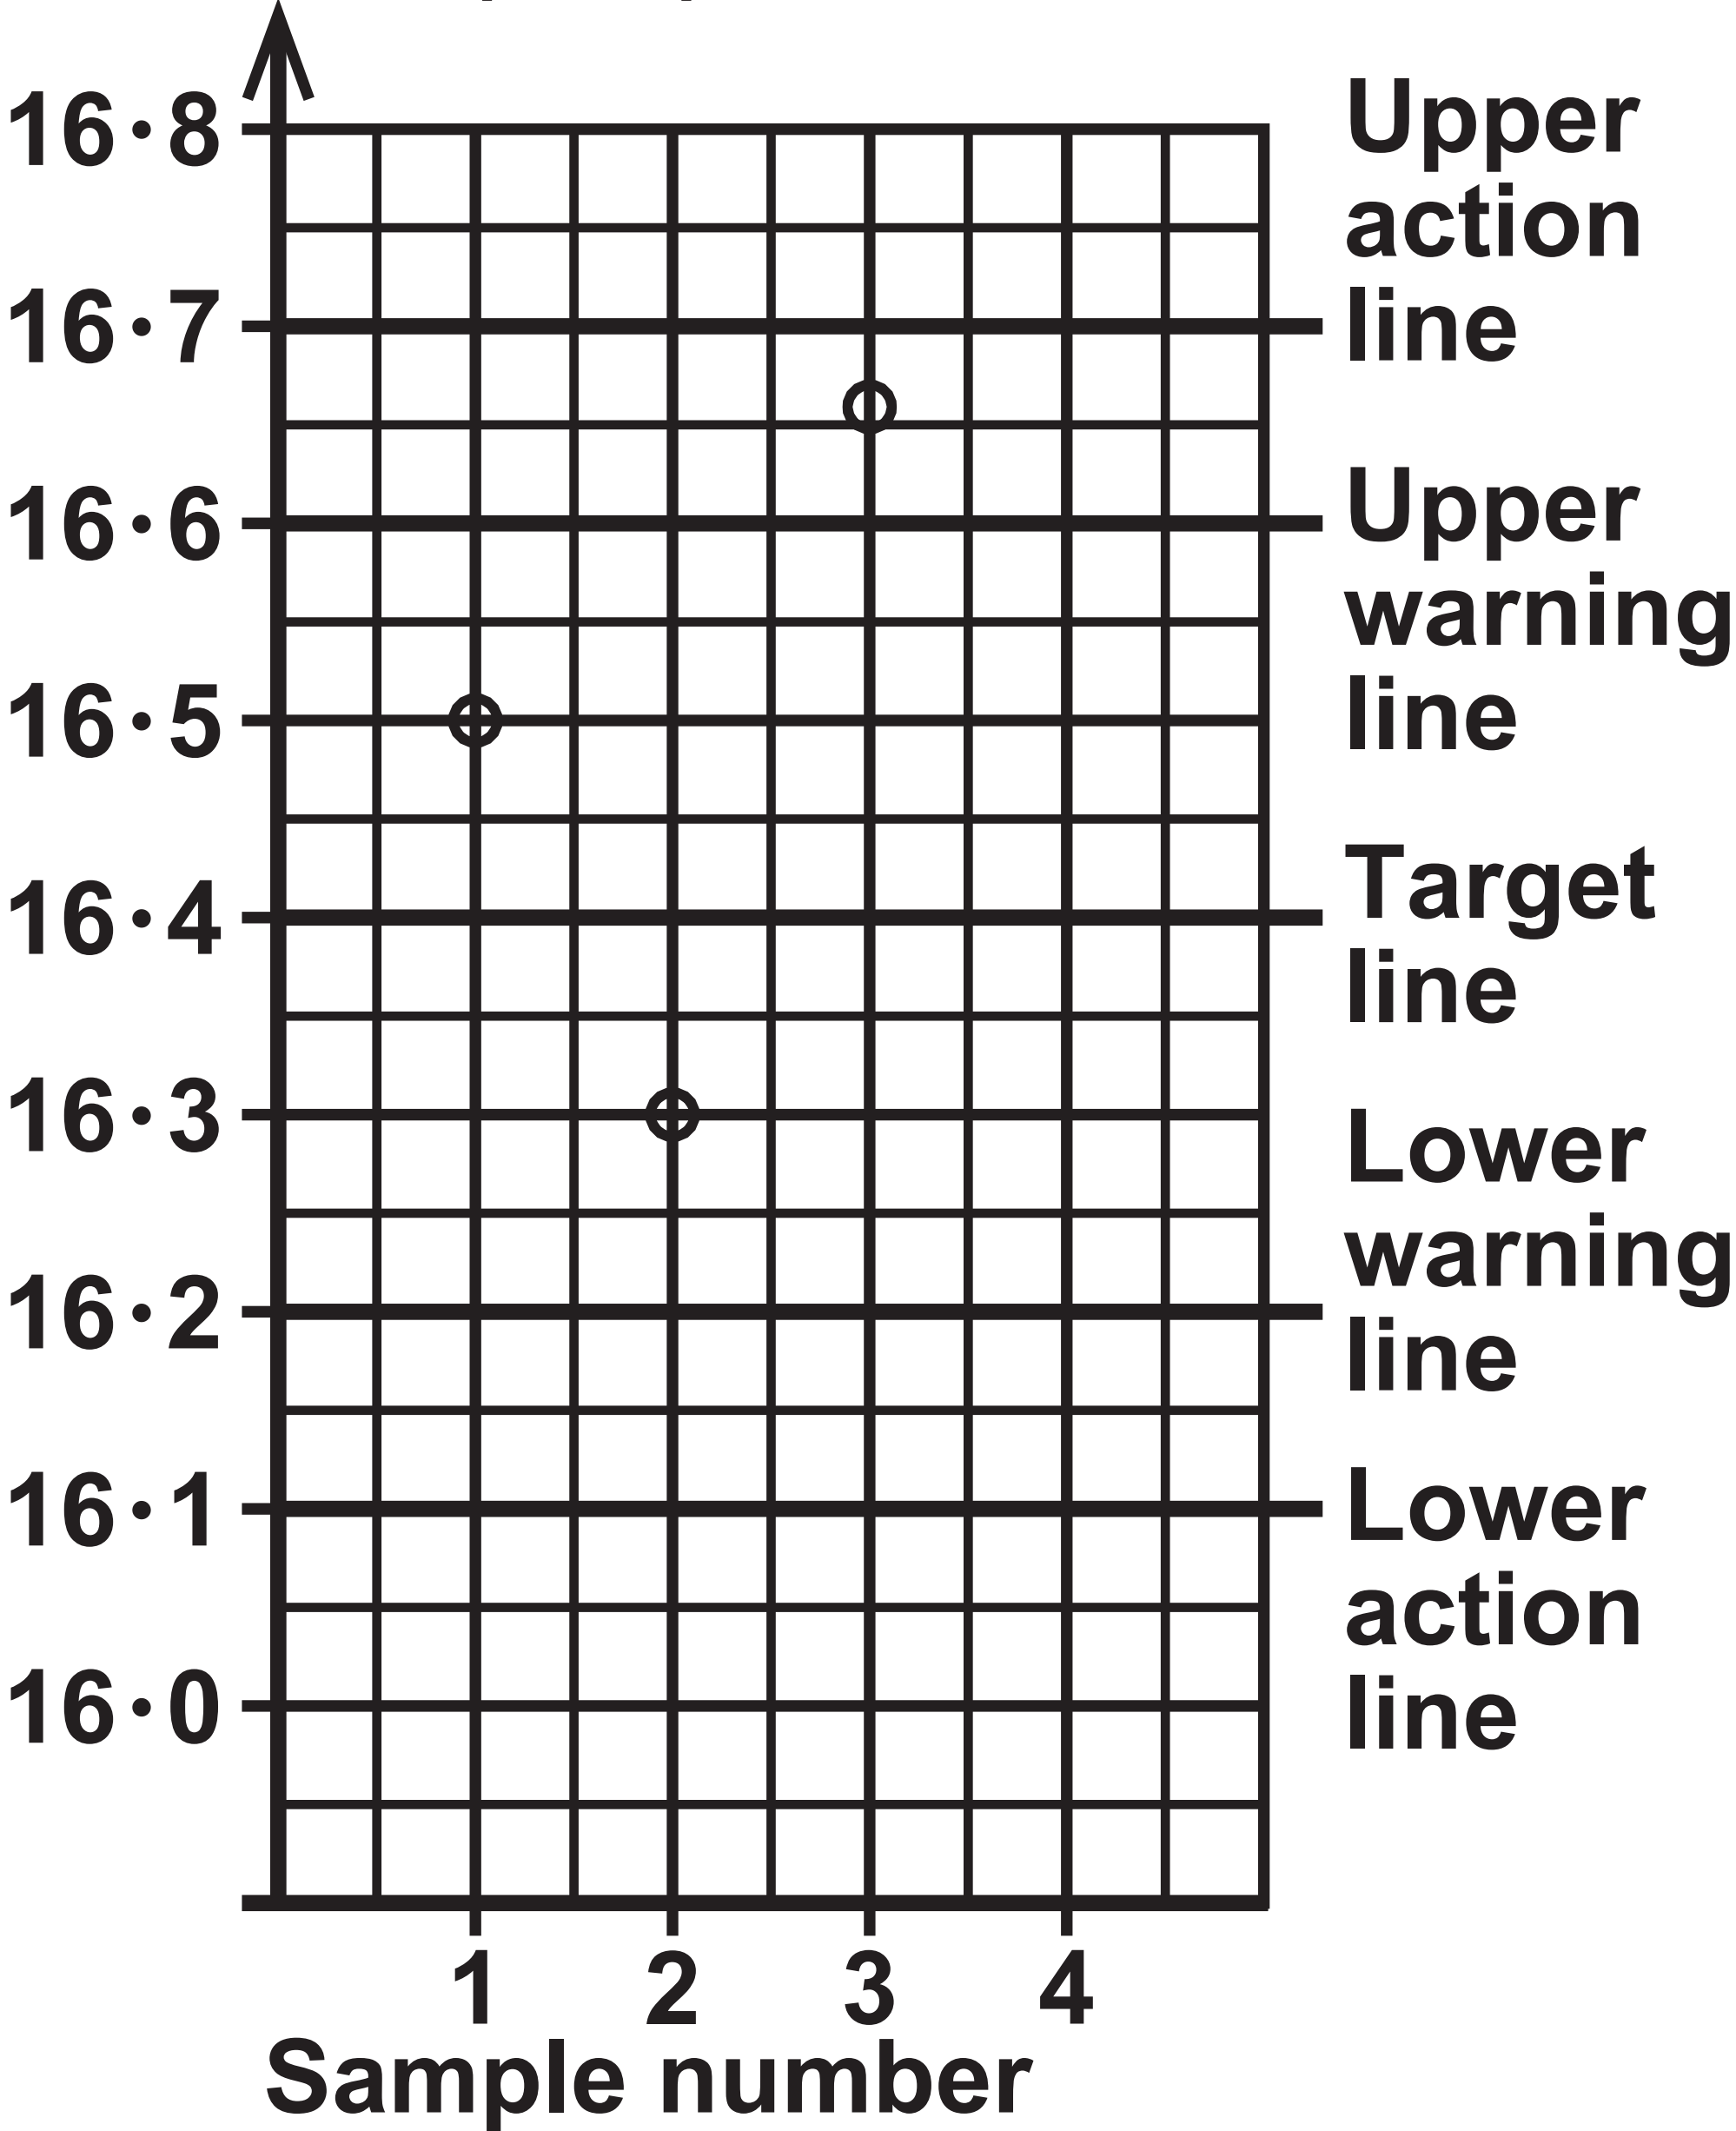 16·8
Upper
action
line
16·7
16·6
Upper
warning
line
16·5
16·4
Target
line
16·3
Lower
warning
line
16·2
16·1
Lower
action
line
16·0
1 2 3 4
Sample number